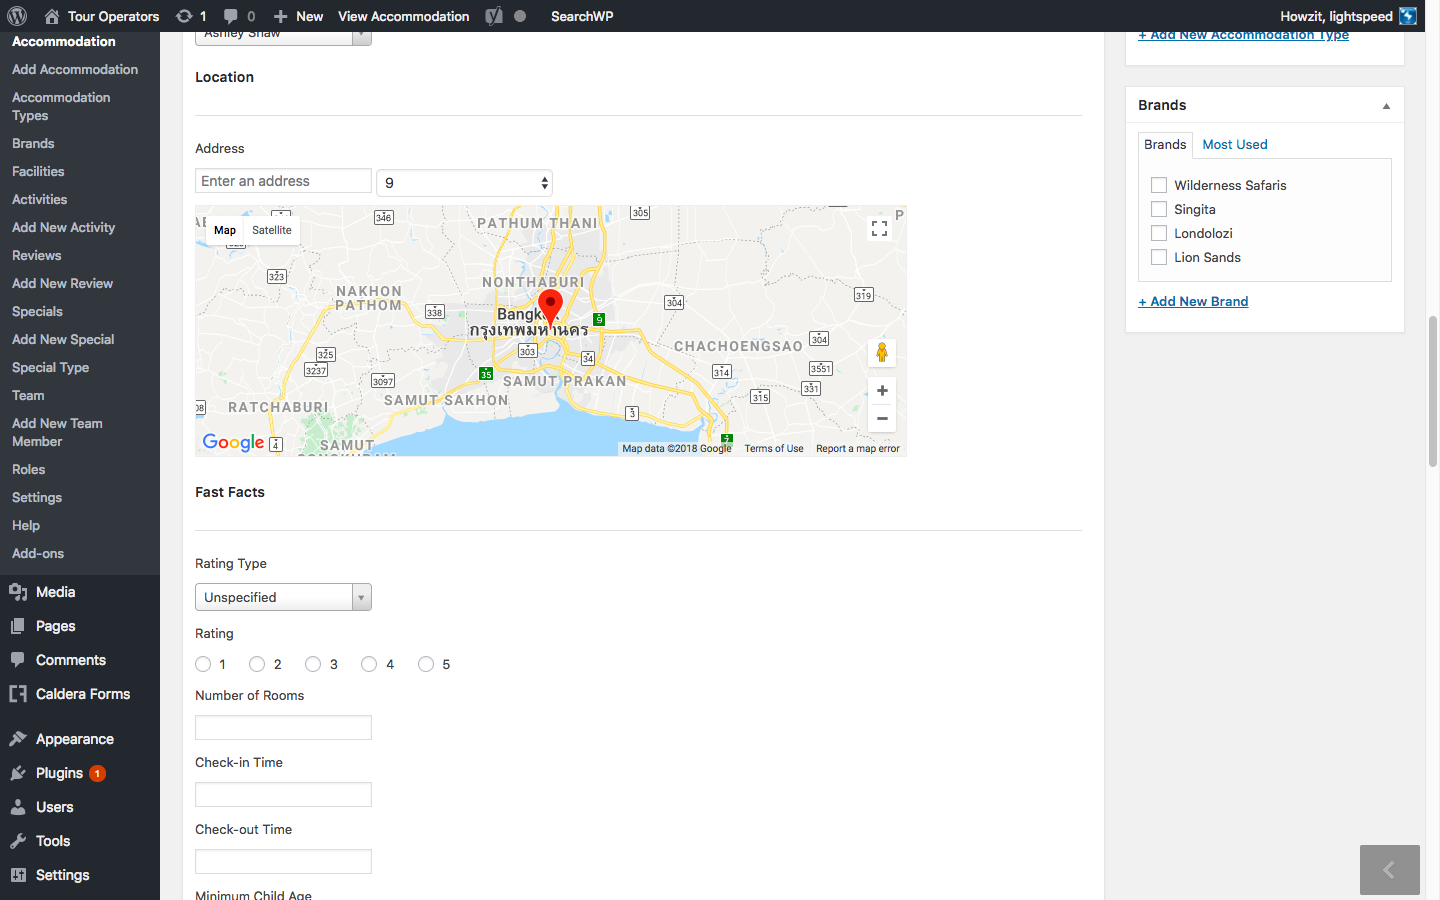 Tour Operators
1
0
New
View Accommodation
SearchWP
Howzit, lightspeed
Accommodation
Add Accommodation
Accommodation
Types
Brands
Facilities
Activities
Add New Activity
Reviews
Add New Review
Specials
Add New Special
Special Type
Team
Add New Team
Member
Roles
Settings
Help
Add-ons
Media
Pages
Comments
Caldera Forms
Appearance
Plugins 1
Users
Tools
Settings
Ashley Shaw
Location
Address
Enter an address
9
Map
Satellite
346
305
PATHUM THANI
323
NAKHON
PATHOM
NONTHABURI
338
304
319
Bangkok
กรุงเทพมหานคร
9
303
34
325
3237
3097
35
SAMUT PRAKAN
CHACHOENGSAO
304
314
3551
331
315
RATCHABURI
SAMUT SAKHON
3
Google
4
SAMUT
SONGKHRAM
Map data ©2018 Google
Terms of Use
Report a map error
Fast Facts
Rating Type
Unspecified
Rating
1 2 3 4 5
Number of Rooms
Check-in Time
Check-out Time
Minimum Child Age
+ Add New Accommodation Type
Brands
Brands
Most Used
Wilderness Safaris
Singita
Londolozi
Lion Sands
+ Add New Brand